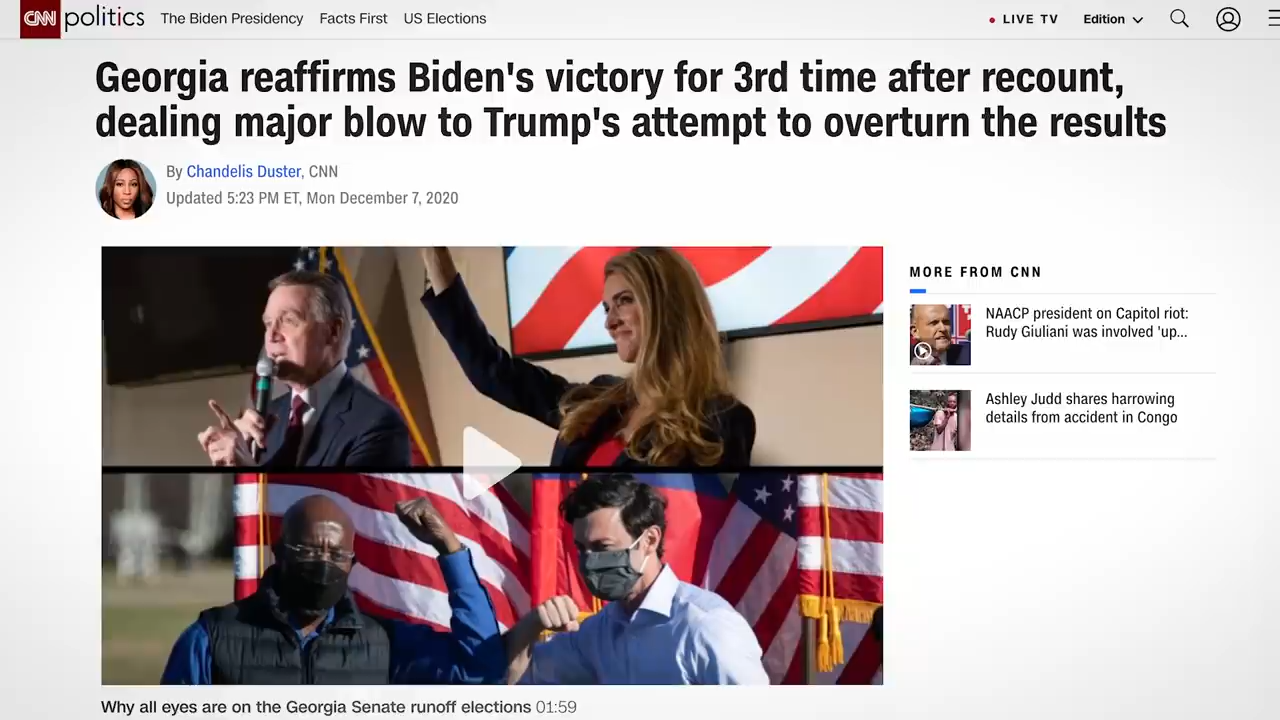 CNN politics The Biden Presidency Facts First US Elections LIVE TV Edition
Georgia reaffirms Biden's victory for 3rd time after recount,
dealing major blow to Trump's attempt to overturn the results
By Chandelis Duster, CNN
Updated 5:23 PM ET, Mon December 7, 2020
MORE FROM CNN
NAACP president on Capitol riot:
Rudy Giuliani was involved 'up...
Ashley Judd shares harrowing
details from accident in Congo
Why all eyes are on the Georgia Senate runoff elections 01:59